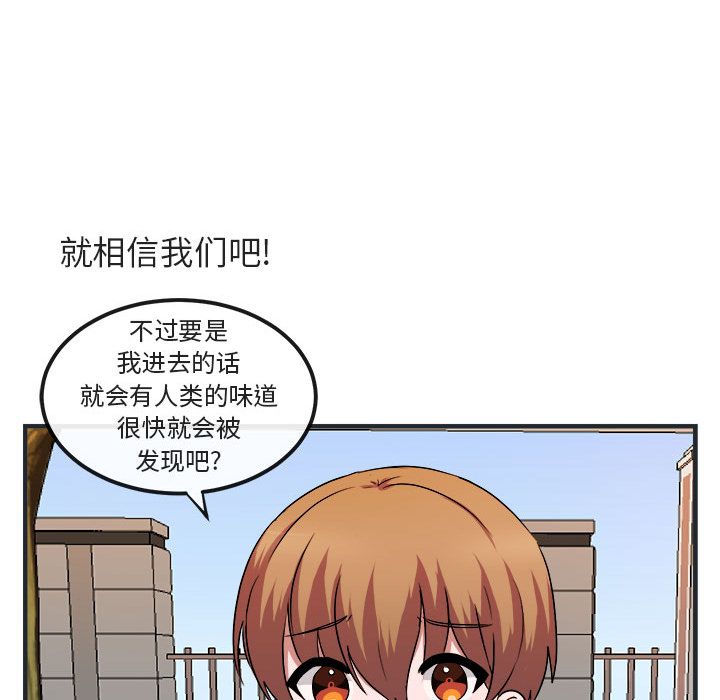 就相信我们吧!
不过要是
我进去的话
就会有人类的味道
很快就会被
发现吧?